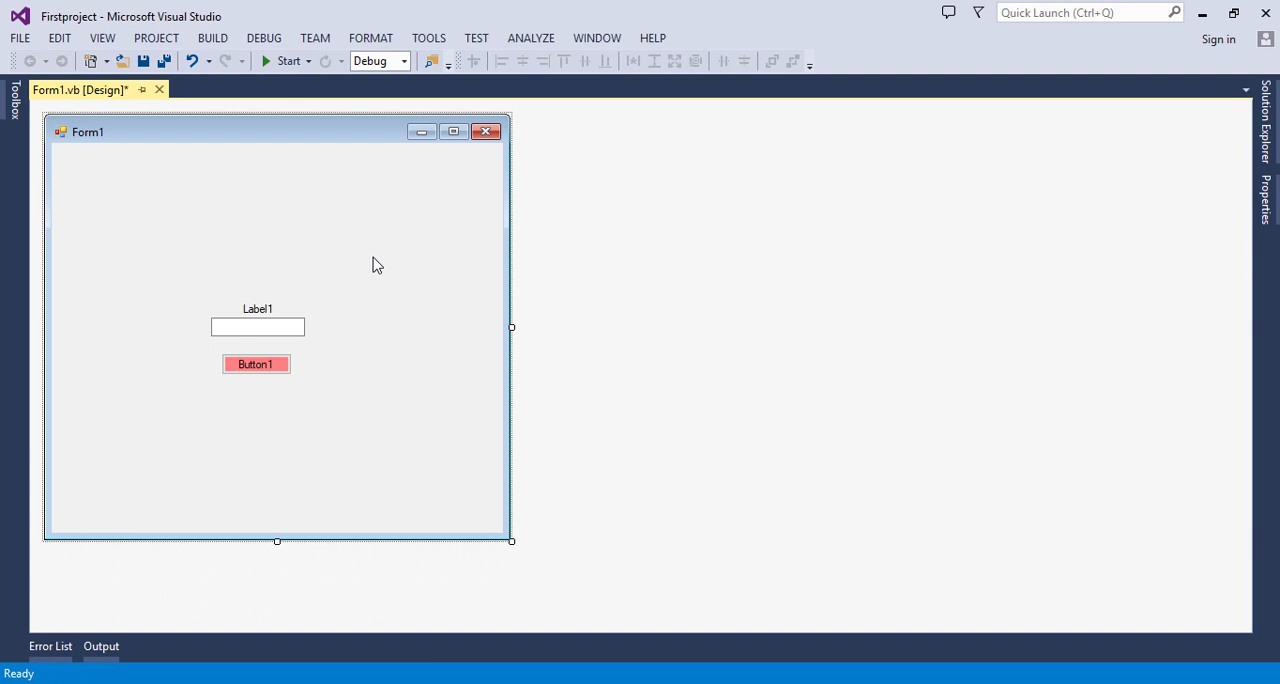 Firstproject - Microsoft Visual Studio
Quick Launch (Ctrl+Q)
FILE EDIT VIEW PROJECT BUILD DEBUG TEAM FORMAT TOOLS TEST ANALYZE WINDOW HELP
Sign in
Start Debug
Toolbox
Form1.vb [Design]*
Solution Explorer
Properties
Form1
Label1
Button1
Error List Output
Ready